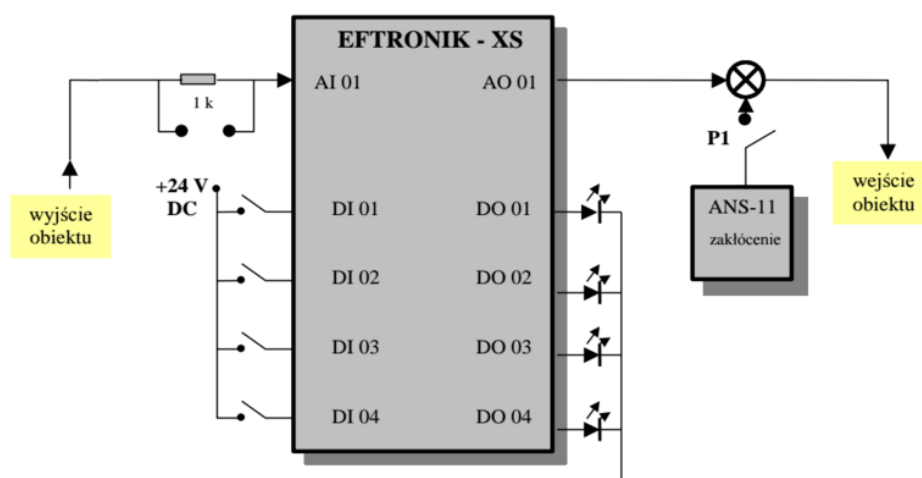 EFTRONIK - XS
AI 01
AO 01
1 k
P1
+24 V
DC
wyjście
obiektu
wejście
obiektu
ANS-11
zakłócenie
DI 01
DO 01
DI 02
DO 02
DI 03
DO 03
DI 04
DO 04